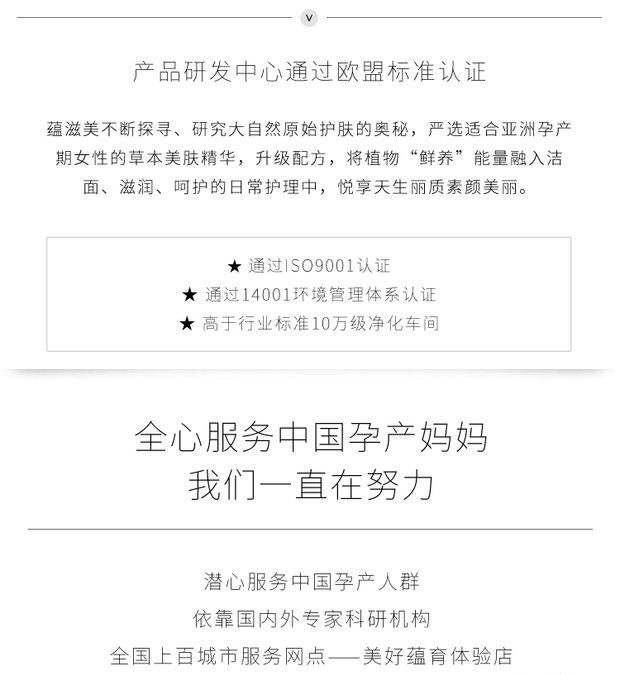 v
产品研发中心通过欧盟标准认证
蕴滋美不断探寻、研究大自然原始护肤的奥秘，严选适合亚洲孕产
期女性的草本美肤精华，升级配方，将植物“鲜养”能量融入洁
面、滋润、呵护的日常护理中，悦享天生丽质素颜美丽。
★ 通过ISO9001认证
★ 通过14001环境管理体系认证
★ 高于行业标准10万级净化车间
全心服务中国孕产妈妈
我们一直在努力
潜心服务中国孕产人群
依靠国内外专家科研机构
全国上百城市服务网点——美好蕴育体验店